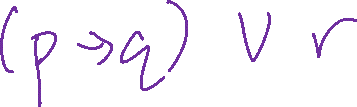 (p→q) ∨ r